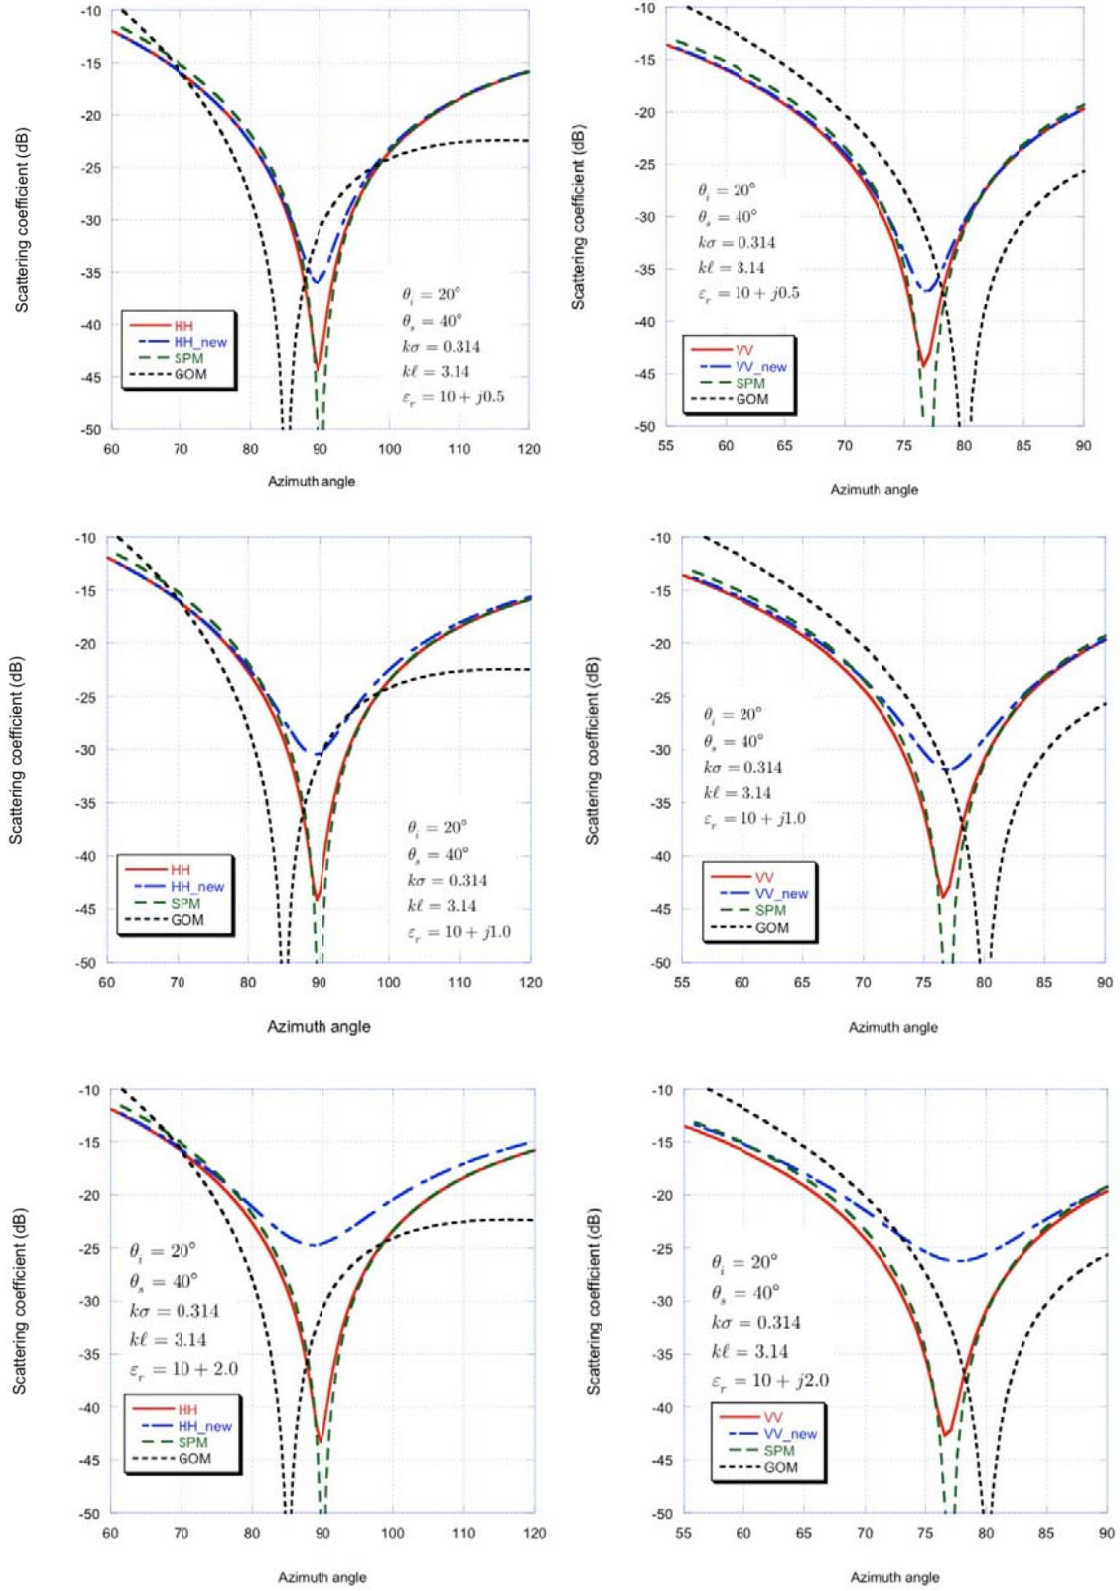 -10
-15
-20
-25
-30
-35
-40
-45
-50
60 70 80 90 100 110 120
Scattering coefficient (dB)
Azimuth angle
θi = 20°
θs = 40°
kσ = 0.314
kℓ = 3.14
εr = 10 + j0.5
HH
HH_new
SPM
GOM
-10
-15
-20
-25
-30
-35
-40
-45
-50
55 60 65 70 75 80 85 90
Scattering coefficient (dB)
Azimuth angle
θi = 20°
θs = 40°
kσ = 0.314
kℓ = 3.14
εr = 10 + j0.5
VV
VV_new
SPM
GOM
-10
-15
-20
-25
-30
-35
-40
-45
-50
60 70 80 90 100 110 120
Scattering coefficient (dB)
Azimuth angle
θi = 20°
θs = 40°
kσ = 0.314
kℓ = 3.14
εr = 10 + j1.0
HH
HH_new
SPM
GOM
-10
-15
-20
-25
-30
-35
-40
-45
-50
55 60 65 70 75 80 85 90
Scattering coefficient (dB)
Azimuth angle
θi = 20°
θs = 40°
kσ = 0.314
kℓ = 3.14
εr = 10 + j1.0
VV
VV_new
SPM
GOM
-10
-15
-20
-25
-30
-35
-40
-45
-50
60 70 80 90 100 110 120
Scattering coefficient (dB)
Azimuth angle
θi = 20°
θs = 40°
kσ = 0.314
kℓ = 3.14
εr = 10 + 2.0
HH
HH_new
SPM
GOM
-10
-15
-20
-25
-30
-35
-40
-45
-50
55 60 65 70 75 80 85 90
Scattering coefficient (dB)
Azimuth angle
θi = 20°
θs = 40°
kσ = 0.314
kℓ = 3.14
εr = 10 + j2.0
VV
VV_new
SPM
GOM